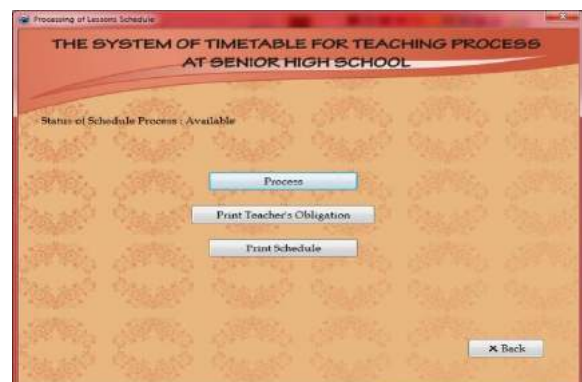 Processing of Lessons Schedule
THE SYSTEM OF TIMETABLE FOR TEACHING PROCESS
AT SENIOR HIGH SCHOOL
Status of Schedule Process : Available
Process
Print Teacher's Obligation
Print Schedule
X Back